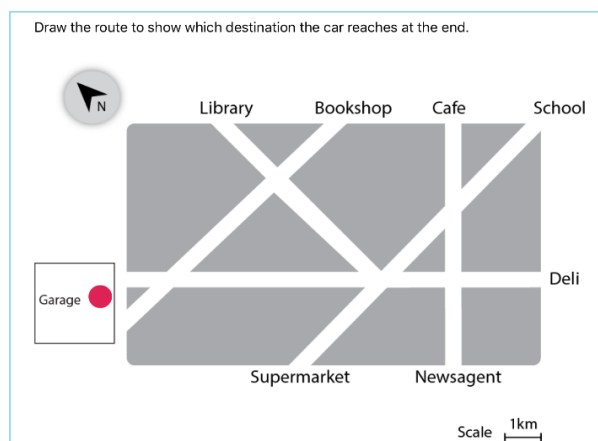 Draw the route to show which destination the car reaches at the end.
N
Library Bookshop Cafe School
Deli
Garage
Supermarket Newsagent
Scale 1km